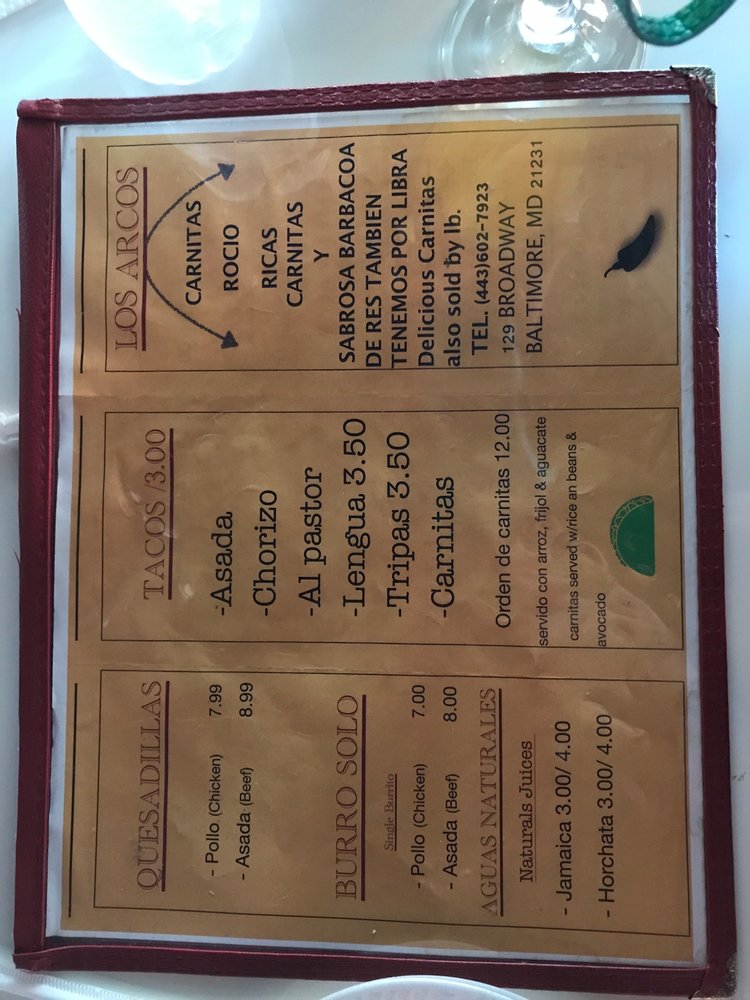 QUESADILLAS
- Pollo (Chicken) 7.99
- Asada (Beef) 8.99
BURRO SOLO
Single Burrito
- Pollo (Chicken) 7.00
- Asada (Beef) 8.00
AGUAS NATURALES
Naturals Juices
- Jamaica 3.00/ 4.00
- Horchata 3.00/ 4.00
TACOS /3.00
-Asada
-Chorizo
-Al pastor
-Lengua 3.50
-Tripas 3.50
-Carnitas
Orden de carnitas 12.00
servido con arroz, frijol & aguacate
carnitas served w/rice an beans &
avocado
LOS ARCOS
CARNITAS
ROCIO
RICAS
CARNITAS
Y
SABROSA BARBACOA
DE RES TAMBIEN
TENEMOS POR LIBRA
Delicious Carnitas
also sold by lb.
TEL. (443)602-7923
129 BROADWAY
BALTIMORE, MD 21231